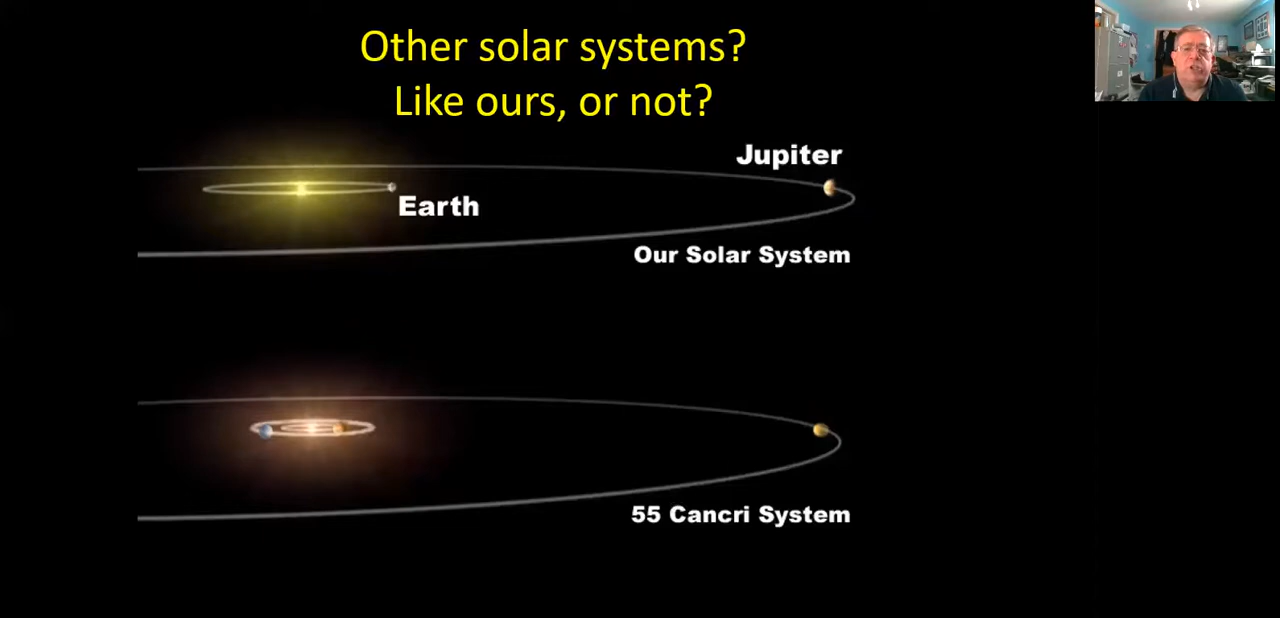 Other solar systems?
Like ours, or not?
Jupiter
Earth
Our Solar System
55 Cancri System